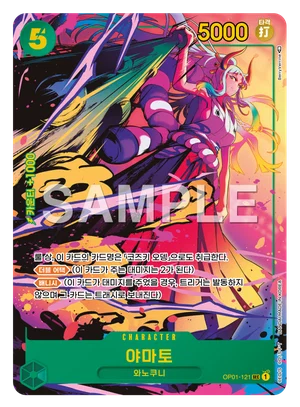 5
5000
타격
打
카운터 +1000
SAMPLE
룰 상, 이 카드의 카드명은 「코즈키 오뎅」으로도 취급한다.
더블 어택 (이 카드가 주는 대미지는 2가 된다)
배니시 (이 카드가 대미지를 주었을 경우, 트리거는 발동하지
않으며 그 카드는 트래시로 보내진다)
CHARACTER
야마토
와노쿠니
OP01-121 SEC 1